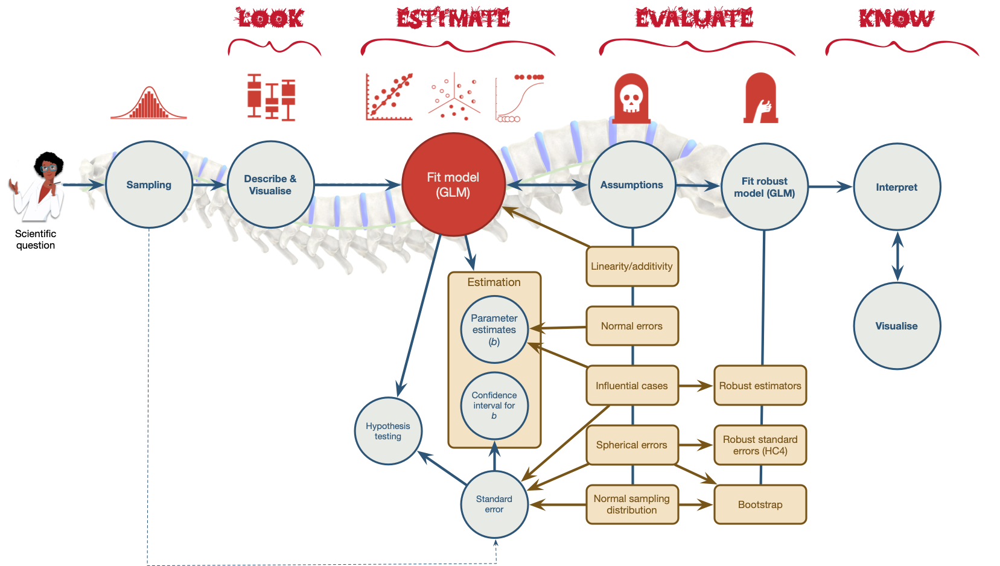 LOOK
ESTIMATE
EVALUATE
KNOW
Scientific
question
Sampling
Describe &
Visualise
Fit model
(GLM)
Assumptions
Fit robust
model (GLM)
Interpret
Visualise
Linearity/additivity
Normal errors
Influential cases
Spherical errors
Normal sampling
distribution
Robust estimators
Robust standard
errors (HC4)
Bootstrap
Estimation
Parameter
estimates
(b)
Confidence
interval for
b
Hypothesis
testing
Standard
error